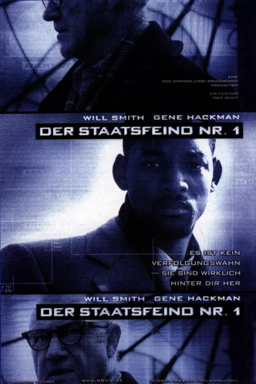 WILL SMITH GENE HACKMAN
DER STAATSFEIND NR. 1
ES IST KEIN
VERFOLGUNGSWAHN
— SIE SIND WIRKLICH
HINTER DIR HER
WILL SMITH GENE HACKMAN
DER STAATSFEIND NR. 1